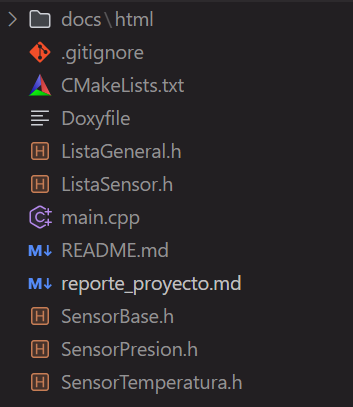 docs\html
.gitignore
CMakeLists.txt
Doxyfile
H ListaGeneral.h
H ListaSensor.h
C++ main.cpp
M↓ README.md
M↓ reporte_proyecto.md
H SensorBase.h
H SensorPresion.h
H SensorTemperatura.h